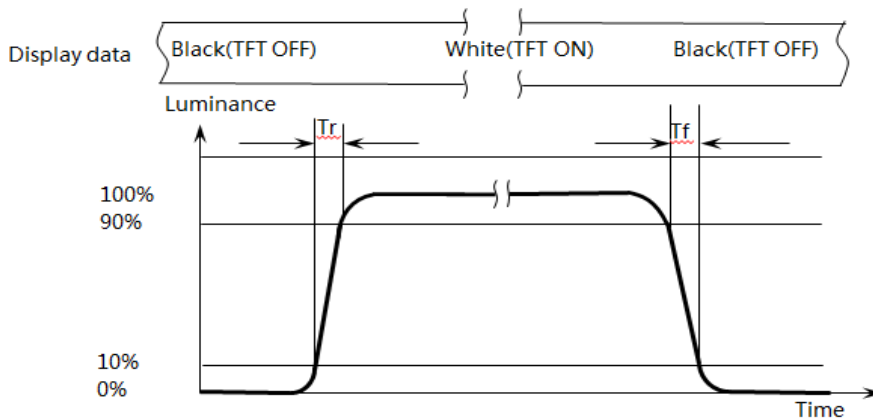 Display data
Black(TFT OFF) White(TFT ON) Black(TFT OFF)
Luminance
Tr Tf
100%
90%
10%
0%
Time